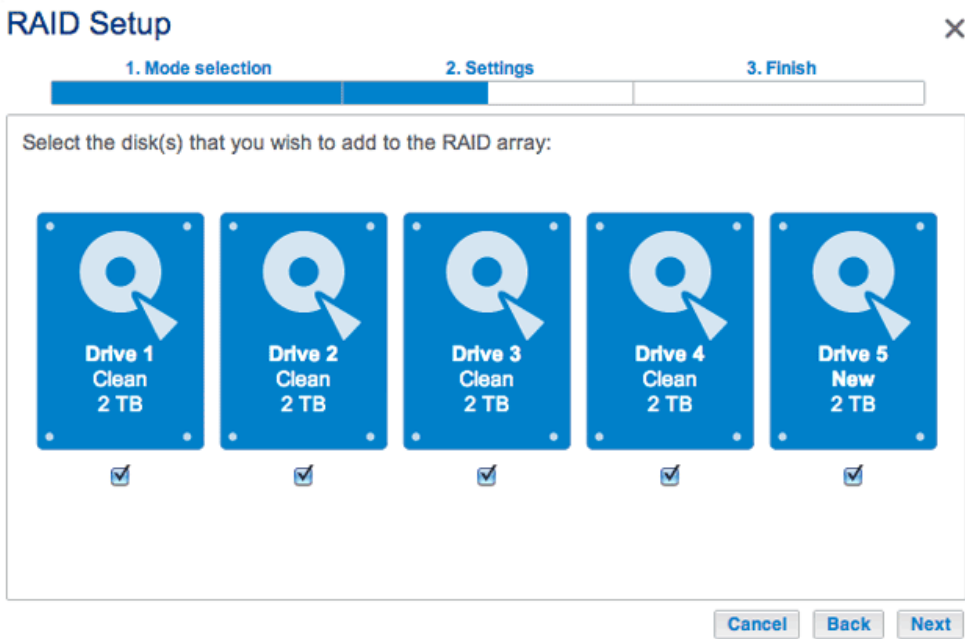 RAID Setup
1. Mode selection 2. Settings 3. Finish
Select the disk(s) that you wish to add to the RAID array:
Drive 1 Drive 2 Drive 3 Drive 4 Drive 5
Clean Clean Clean Clean New
2 TB 2 TB 2 TB 2 TB 2 TB
Cancel Back Next